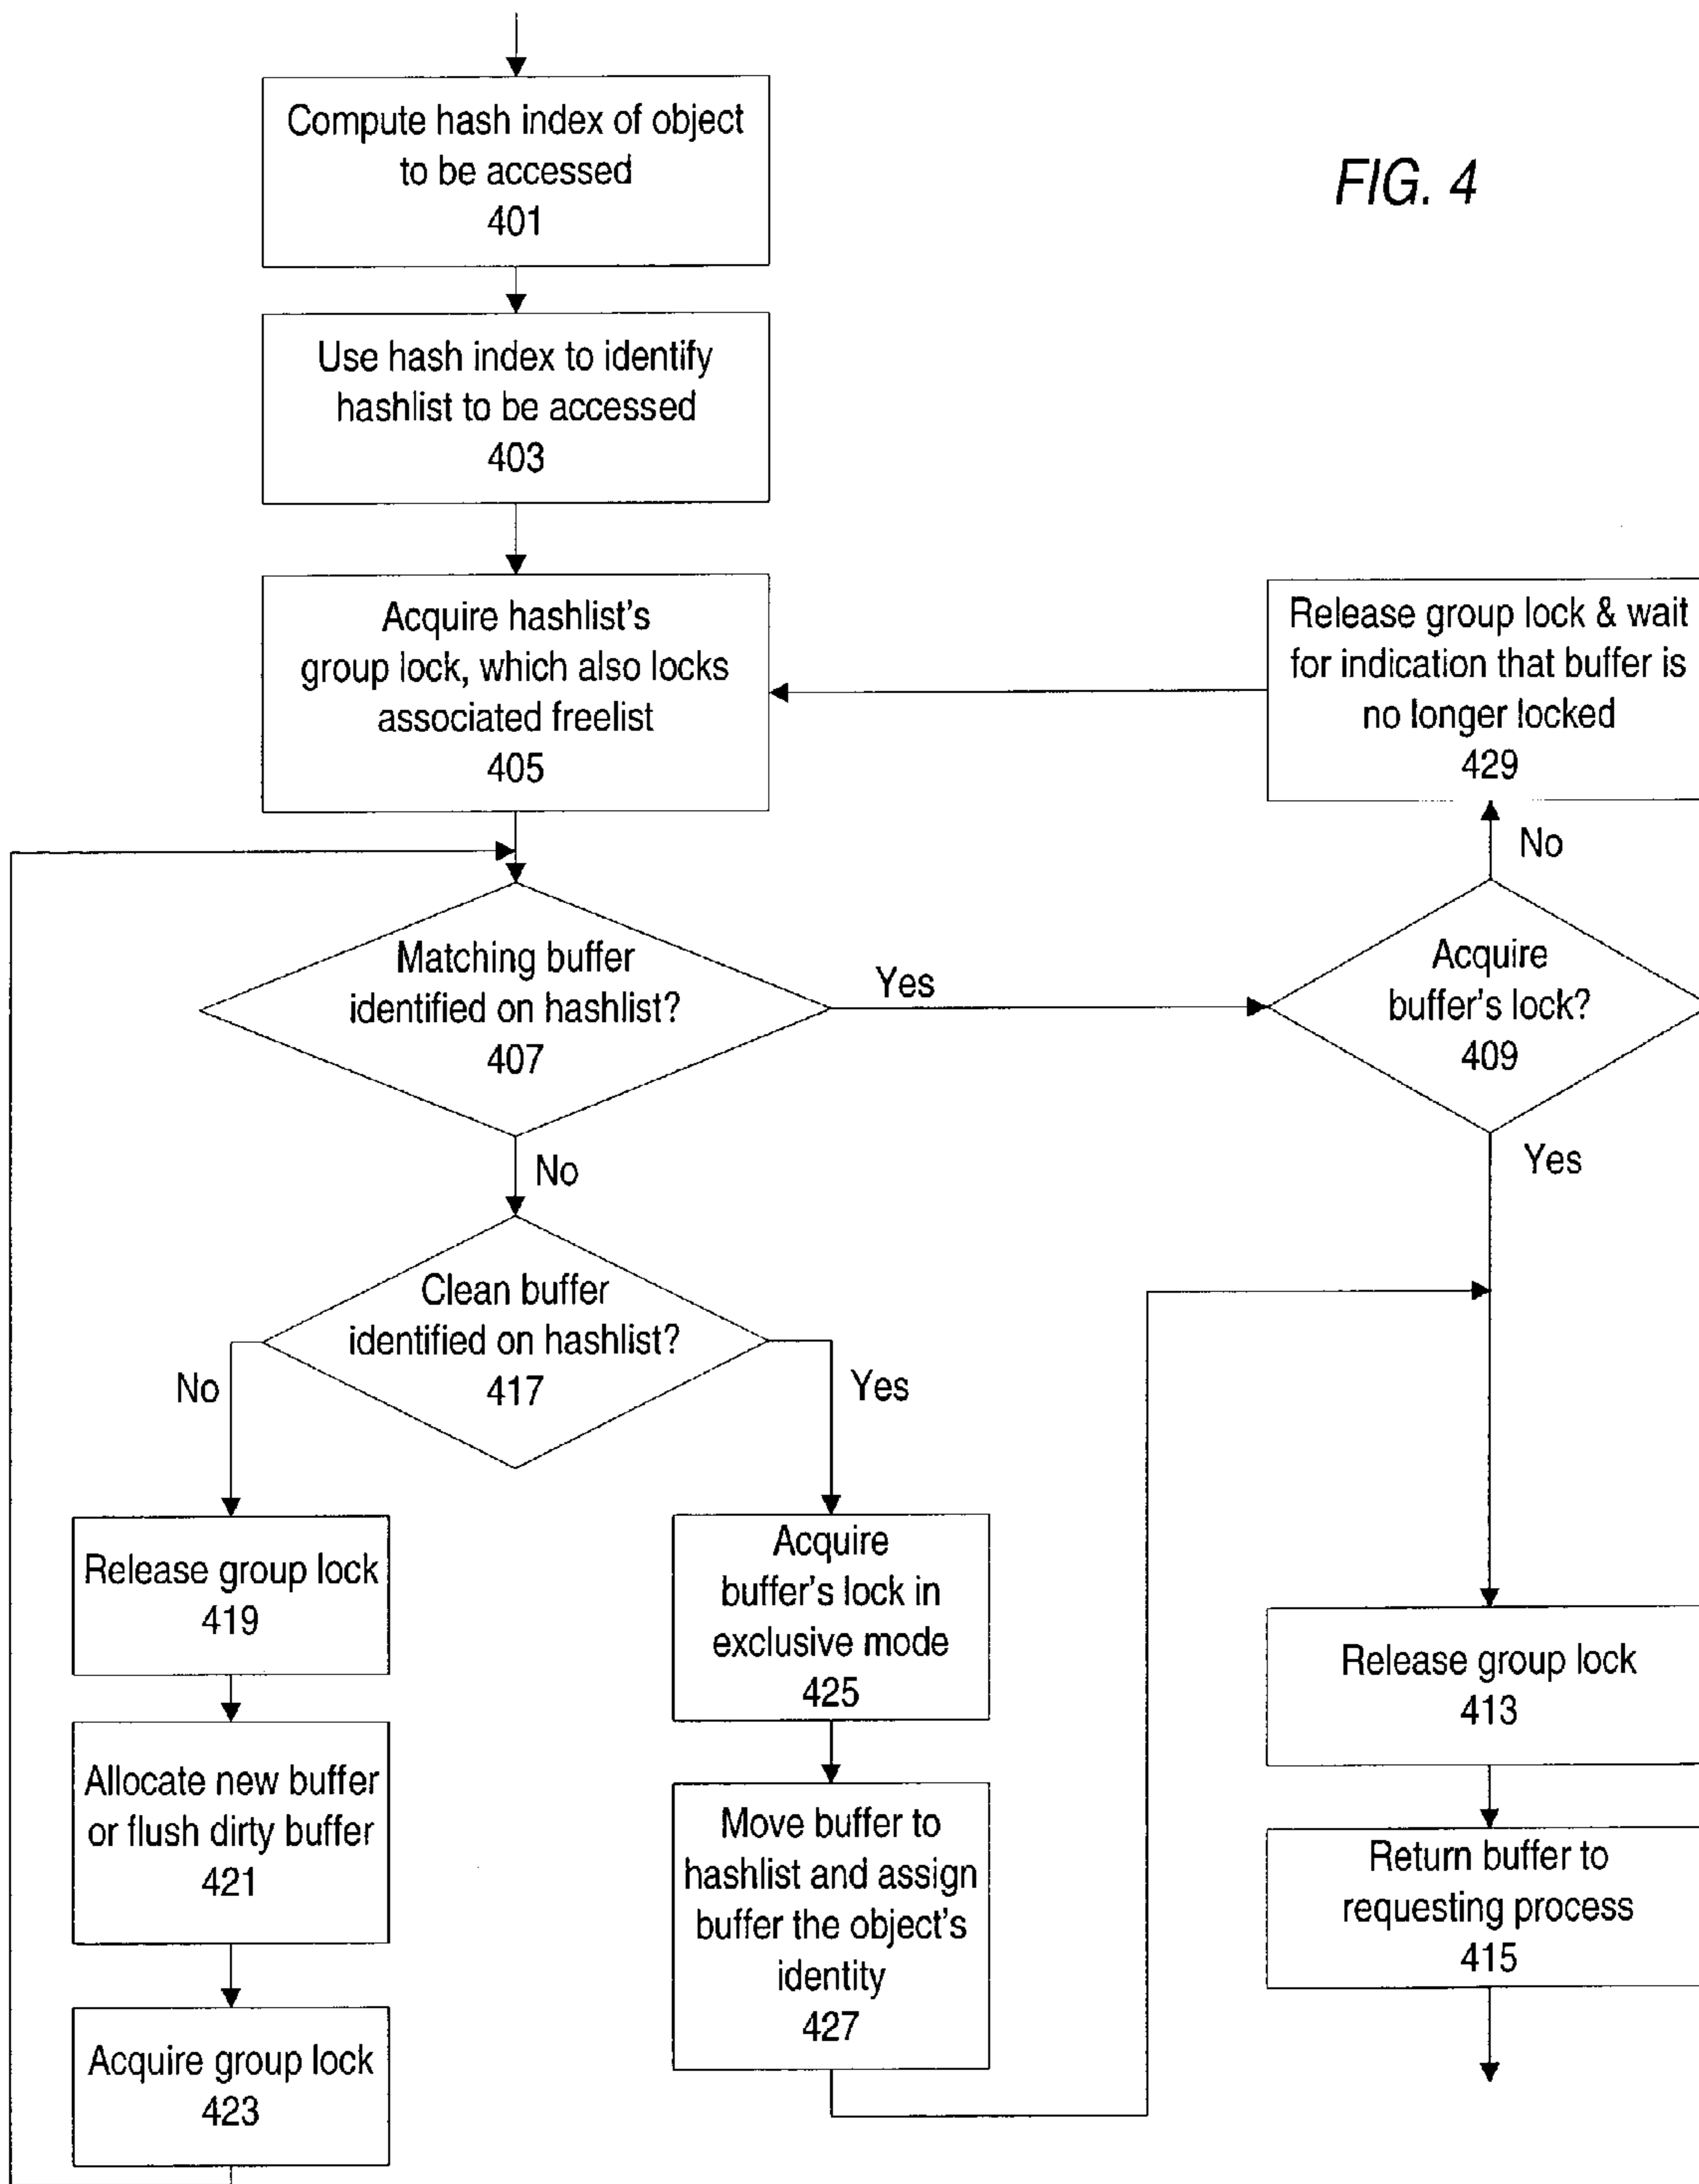 FIG. 4
Compute hash index of object
to be accessed
401
Use hash index to identify
hashlist to be accessed
403
Acquire hashlist's
group lock, which also locks
associated freelist
405
Release group lock & wait
for indication that buffer is
no longer locked
429
No
Matching buffer
identified on hashlist?
407
Yes
Acquire
buffer's lock?
409
No
Yes
Clean buffer
identified on hashlist?
417
No
Yes
Release group lock
419
Allocate new buffer
or flush dirty buffer
421
Acquire group lock
423
Acquire
buffer's lock in
exclusive mode
425
Move buffer to
hashlist and assign
buffer the object's
identity
427
Release group lock
413
Return buffer to
requesting process
415